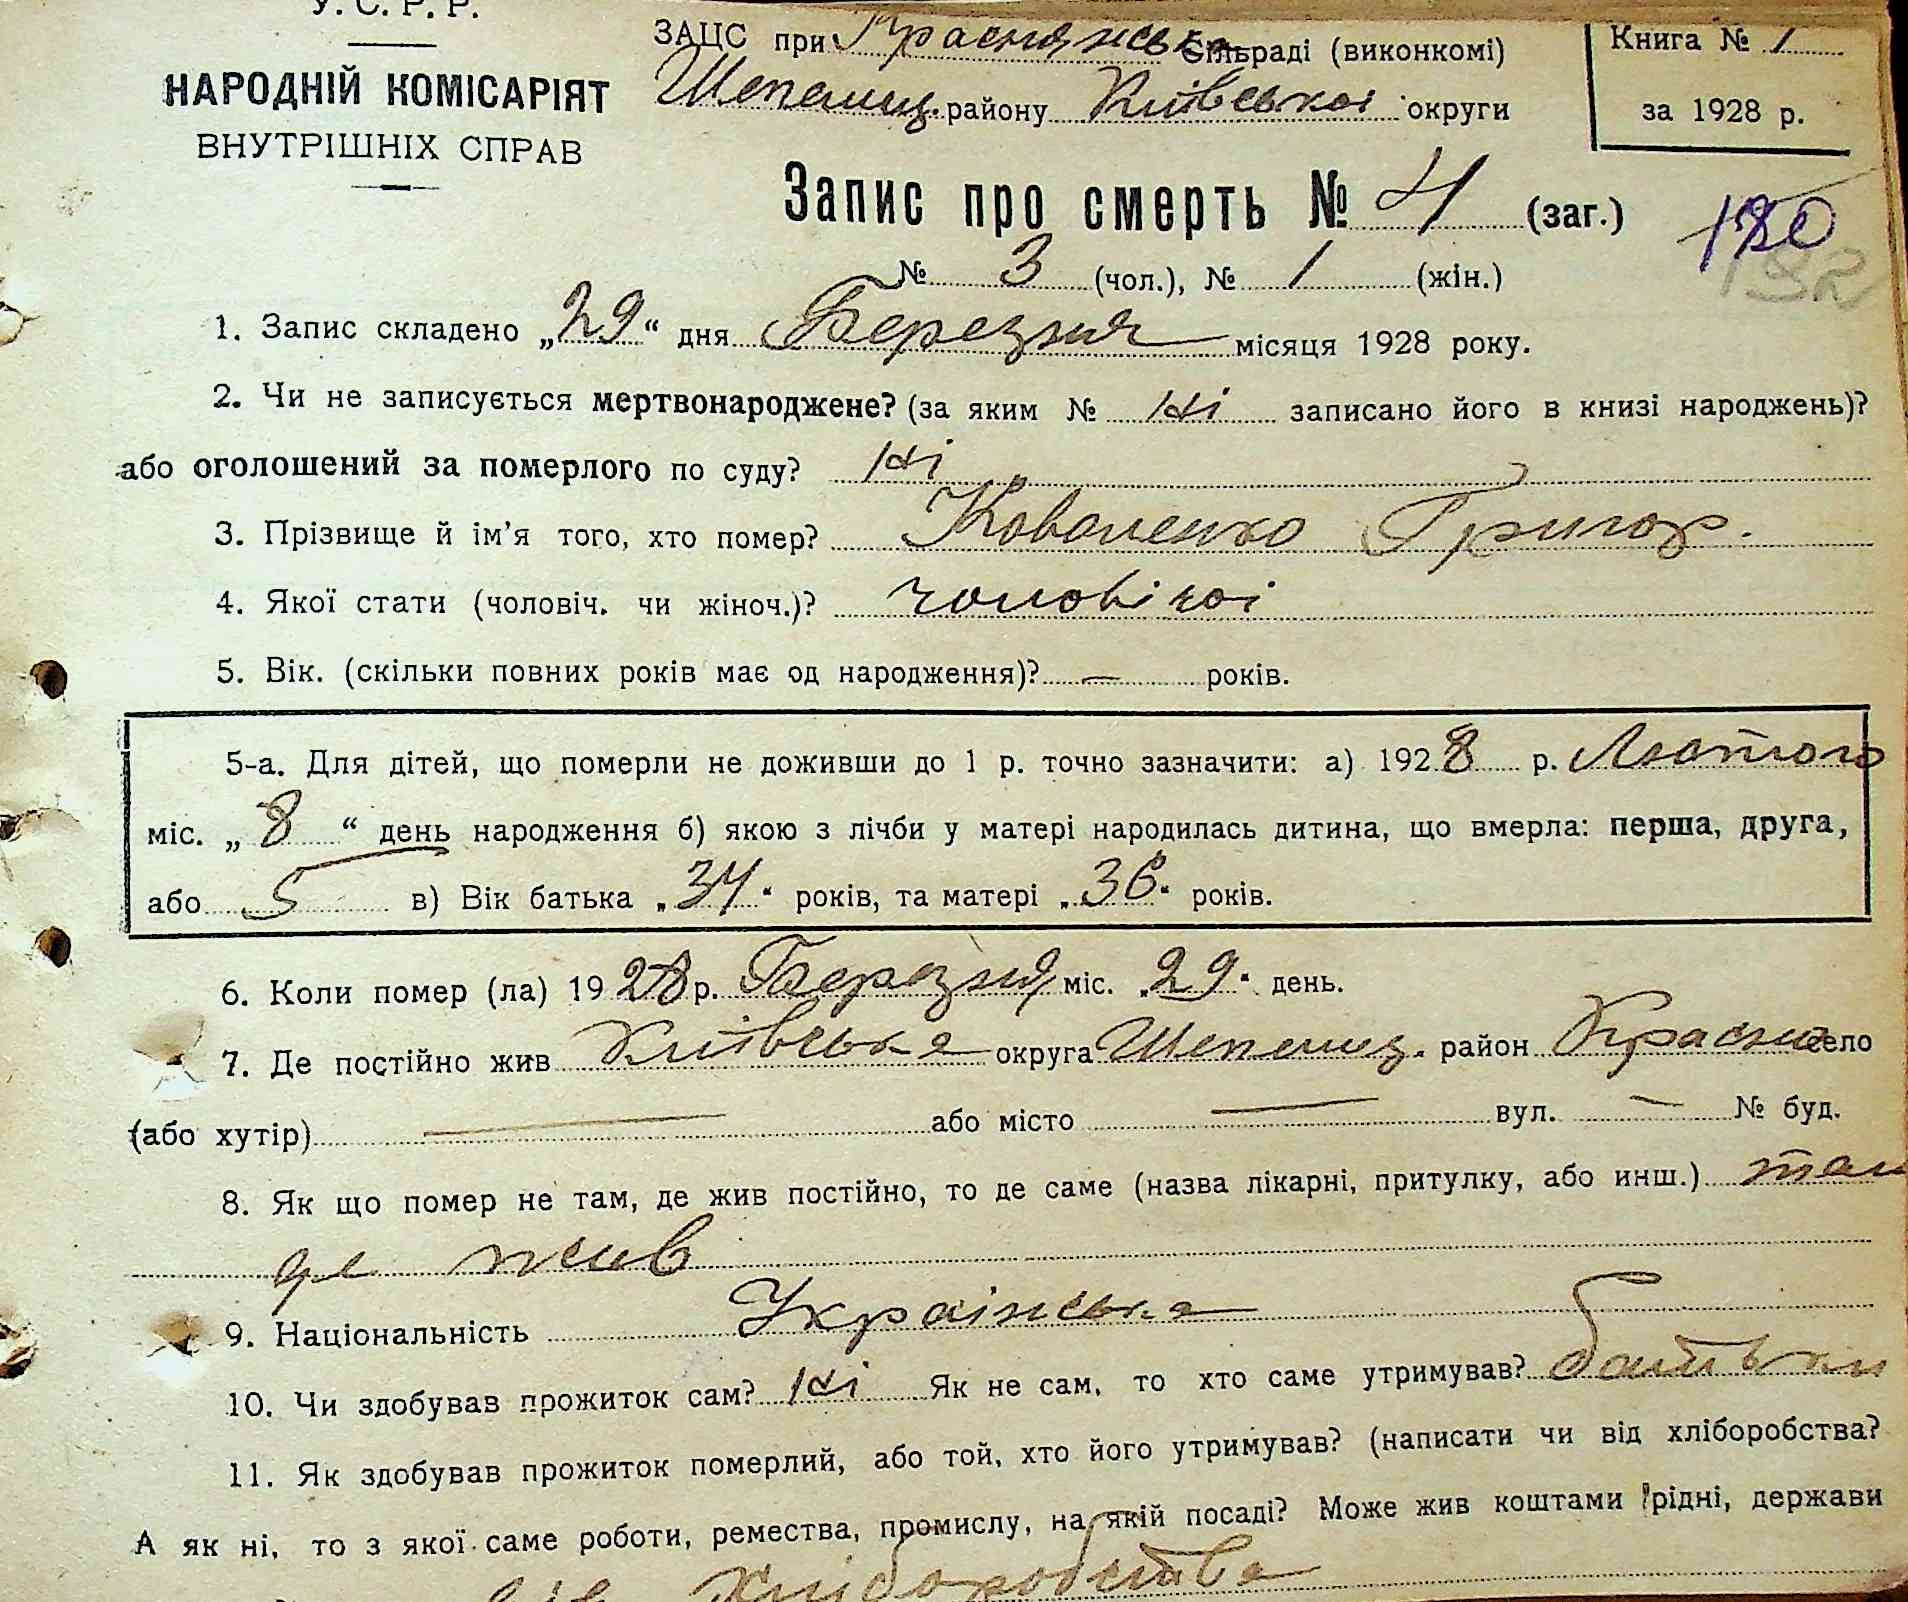 У. С. Р. Р.
НАРОДНІЙ КОМІСАРІЯТ
ВНУТРІШНІХ СПРАВ
ЗАЦС при Краснянськ. сільраді (виконкомі)
Шепелиц. району Київської округи
Книга № 1
за 1928 р.
Запис про смерть № 4 (заг.)
180
182
№ 3 (чол.), № 1 (жін.)
1. Запис складено „29“ дня Березня місяця 1928 року.
2. Чи не записується мертвонароджене? (за яким № Ні записано його в книзі народжень)?
або оголошений за померлого по суду? Ні
3. Прізвище й ім'я того, хто помер? Коваленко Григор.
4. Якої стати (чоловіч. чи жіноч.)? чоловічої
5. Вік. (скільки повних років має од народження)? — років.
5-а. Для дітей, що померли не доживши до 1 р. точно зазначити: а) 1928 р. Лютого
міс. „ 8 “ день народження б) якою з лічби у матері народилась дитина, що вмерла: перша, друга,
або 5 в) Вік батька „34“ років, та матері „36“ років.
6. Коли помер (ла) 1928 р. Березня міс. „29“ день.
7. Де постійно жив Київська округа Шепелиц. район Красно село
(або хутір) — або місто — вул. — № буд.
8. Як що помер не там, де жив постійно, то де саме (назва лікарні, притулку, або инш.) там
де жив
9. Національність Українська
10. Чи здобував прожиток сам? Ні Як не сам, то хто саме утримував? батьки
11. Як здобував прожиток померлий, або той, хто його утримував? (написати чи від хліборобства?
А як ні, то з якої саме роботи, ремества, промислу, на якій посаді? Може жив коштами рідні, держави
від хліборобства